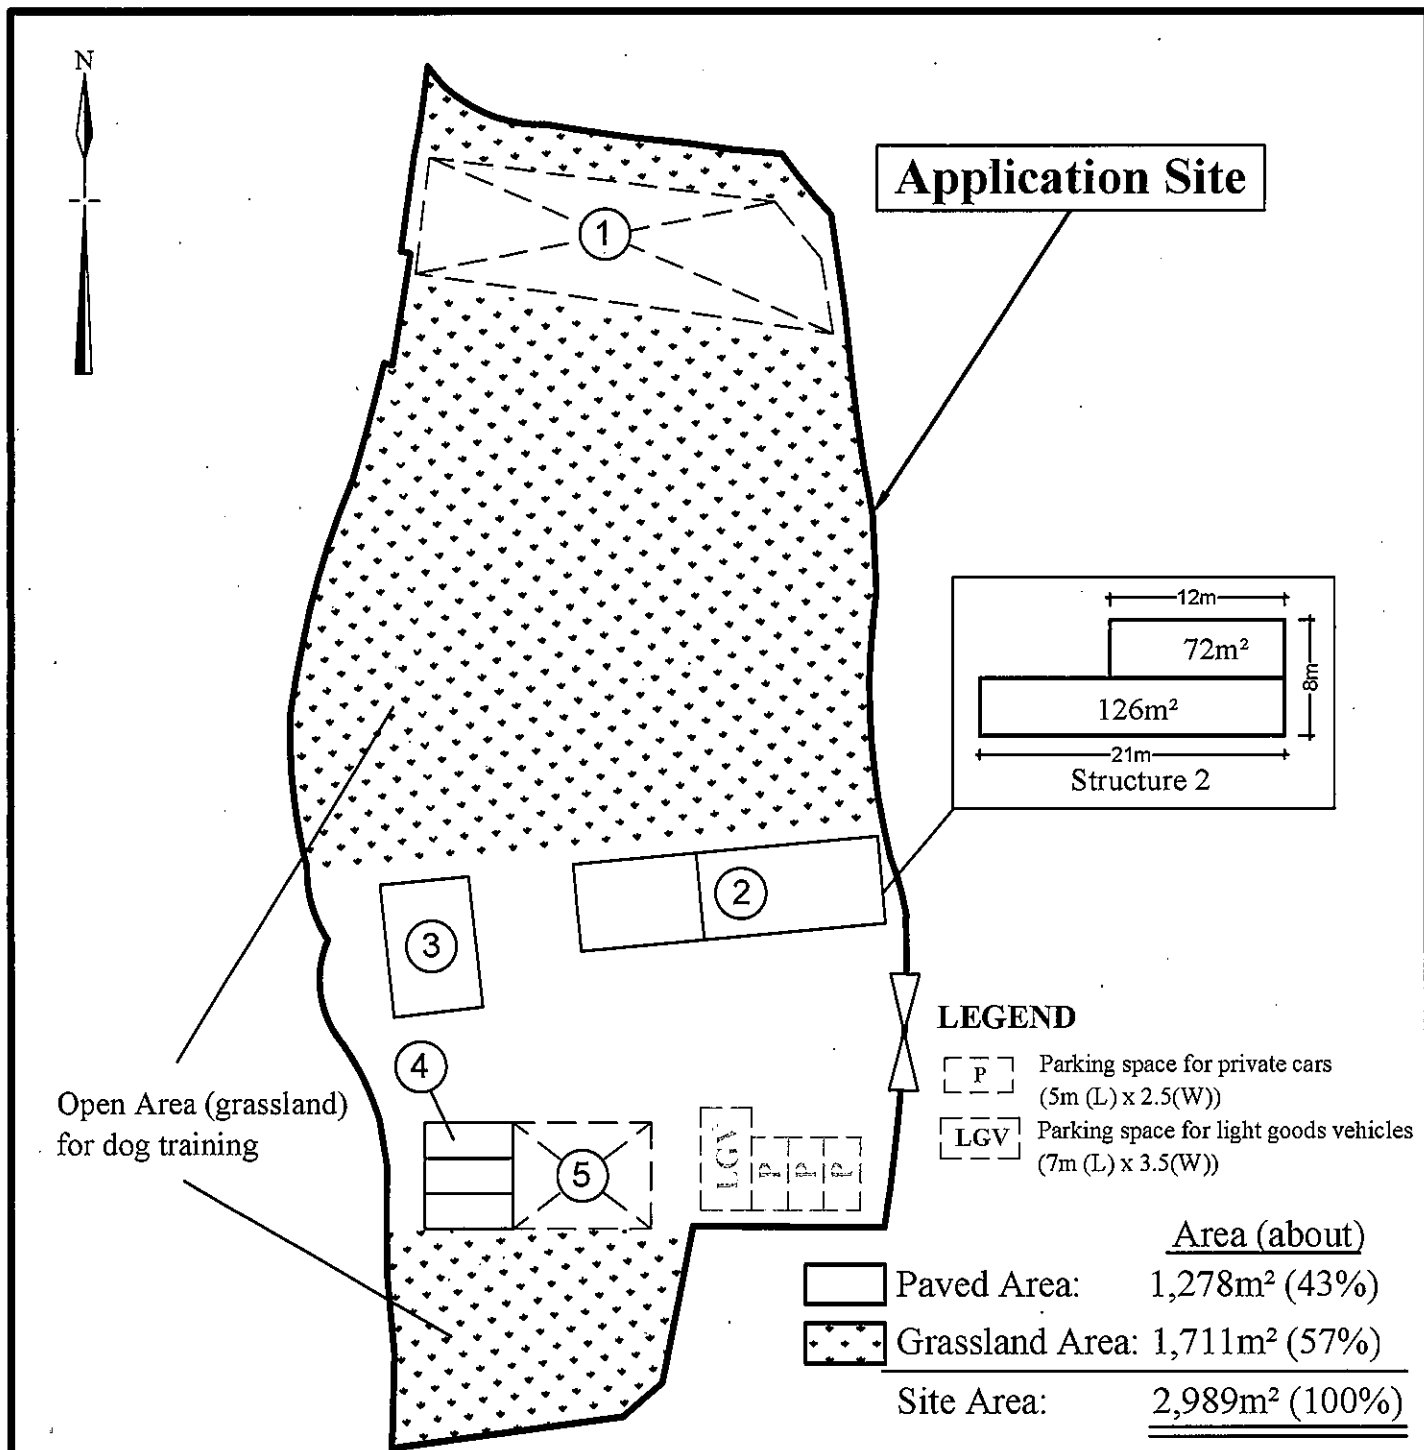 N
Application Site
1
12m
72m²
8m
126m²
21m
Structure 2
2
3
LEGEND
P
Parking space for private cars
(5m (L) x 2.5(W))
LGV
Parking space for light goods vehicles
(7m (L) x 3.5(W))
4
Open Area (grassland)
for dog training
5
LGV
P
P
P
Area (about)
Paved Area: 1,278m² (43%)
Grassland Area: 1,711m² (57%)
Site Area: 2,989m² (100%)